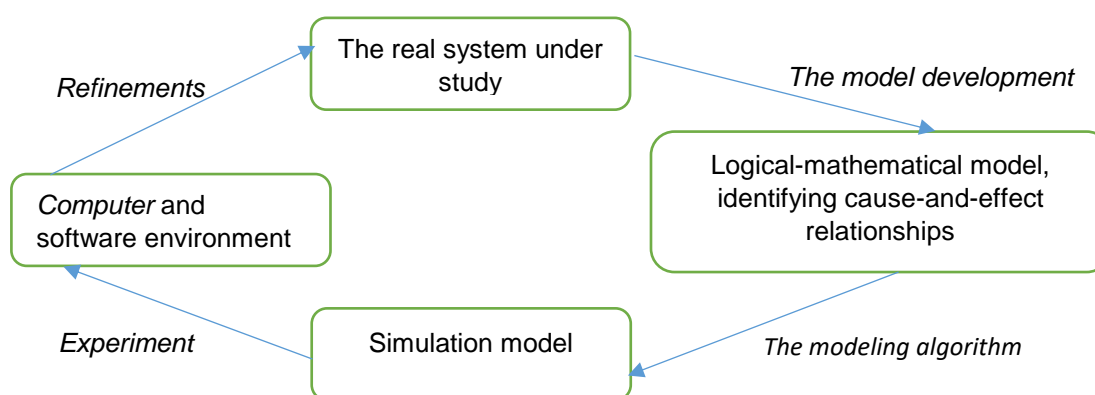 The real system under
study
Refinements
The model development
Logical-mathematical model,
identifying cause-and-effect
relationships
Computer and
software environment
Experiment
Simulation model
The modeling algorithm